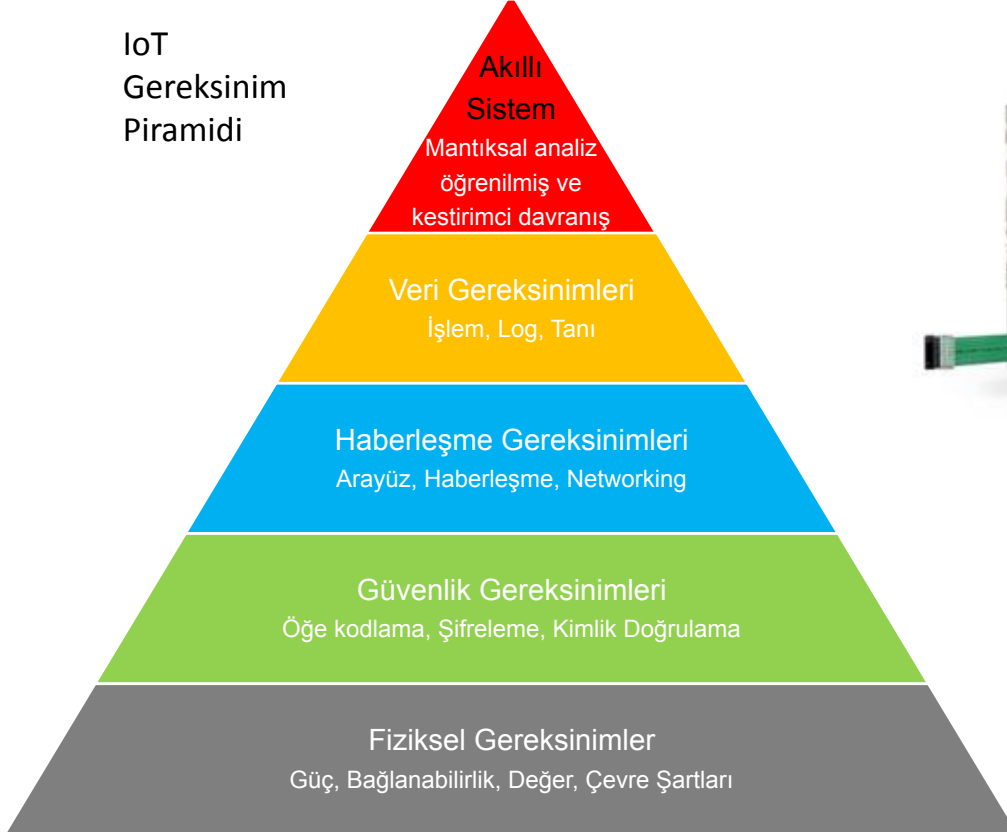 IoT
Gereksinim
Piramidi
Akıllı
Sistem
Mantıksal analiz
öğrenilmiş ve
kestirimci davranış
Veri Gereksinimleri
İşlem, Log, Tanı
Haberleşme Gereksinimleri
Arayüz, Haberleşme, Networking
Güvenlik Gereksinimleri
Öğe kodlama, Şifreleme, Kimlik Doğrulama
Fiziksel Gereksinimler
Güç, Bağlanabilirlik, Değer, Çevre Şartları